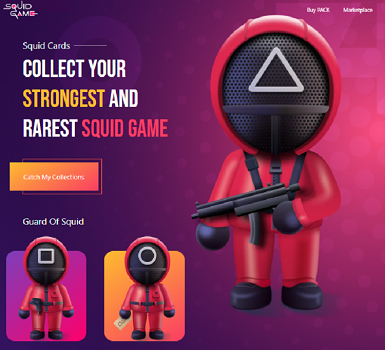 SQUID
GAME
Buy PACK
Marketplace
Squid Cards
COLLECT YOUR
STRONGEST AND
RAREST SQUID GAME
Catch My Collections
Guard Of Squid